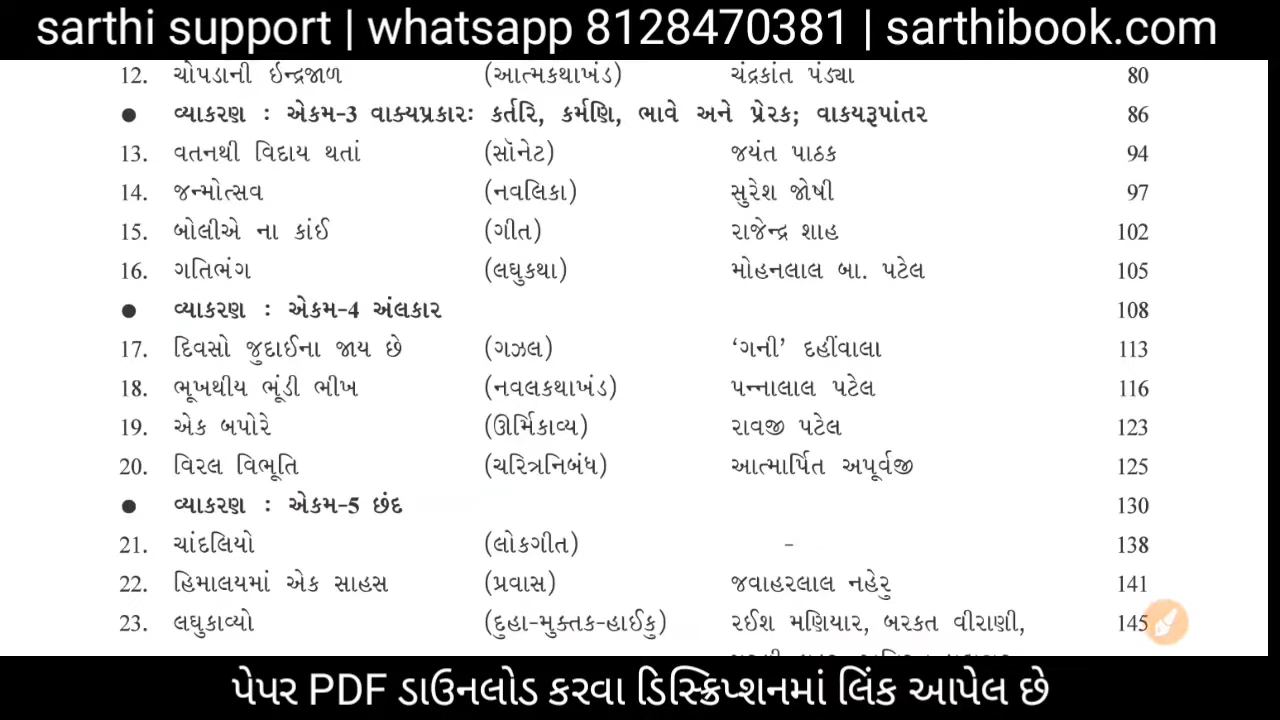 sarthi support | whatsapp 8128470381 | sarthibook.com
12. ચોપડાની ઇન્દ્રજાળ (આત્મકથાખંડ) ચંદ્રકાંત પંડ્યા 80
● વ્યાકરણ : એકમ-3 વાક્યપ્રકારઃ કર્તરિ, કર્મણિ, ભાવે અને પ્રેરક; વાકયરૂપાંતર 86
13. વતનથી વિદાય થતાં (સૉનેટ) જયંત પાઠક 94
14. જન્મોત્સવ (નવલિકા) સુરેશ જોષી 97
15. બોલીએ ના કાંઈ (ગીત) રાજેન્દ્ર શાહ 102
16. ગતિભંગ (લઘુકથા) મોહનલાલ બા. પટેલ 105
● વ્યાકરણ : એકમ-4 અંલકાર 108
17. દિવસો જુદાઈના જાય છે (ગઝલ) ‘ગની’ દહીંવાલા 113
18. ભૂખથીય ભૂંડી ભીખ (નવલકથાખંડ) પન્નાલાલ પટેલ 116
19. એક બપોરે (ઊર્મિકાવ્ય) રાવજી પટેલ 123
20. વિરલ વિભૂતિ (ચરિત્રનિબંધ) આત્માર્પિત અપૂર્વજી 125
● વ્યાકરણ : એકમ-5 છંદ 130
21. ચાંદલિયો (લોકગીત) - 138
22. હિમાલયમાં એક સાહસ (પ્રવાસ) જવાહરલાલ નહેરુ 141
23. લઘુકાવ્યો (દુહા-મુક્તક-હાઈકુ) રઈશ મણિયાર, બરકત વીરાણી, 145
પેપર PDF ડાઉનલોડ કરવા ડિસ્ક્રિપ્શનમાં લિંક આપેલ છે